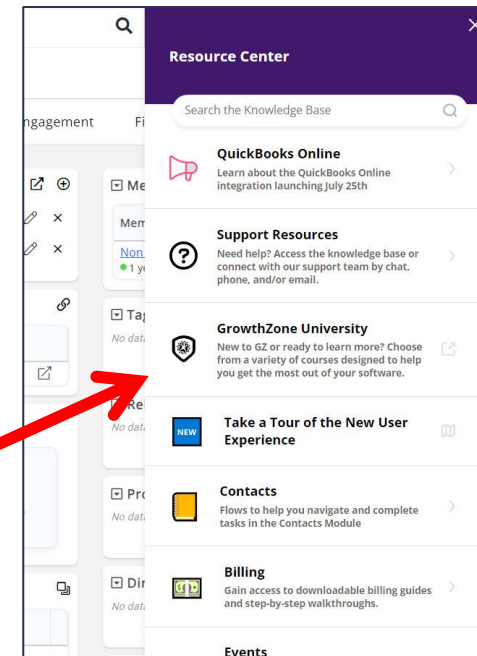 Resource Center
Search the Knowledge Base
ngagement
Fi
QuickBooks Online
Learn about the QuickBooks Online
integration launching July 25th
Me
Mem
Non
1 ye
Support Resources
Need help? Access the knowledge base or
connect with our support team by chat,
phone, and/or email.
Tag
No data
GrowthZone University
New to GZ or ready to learn more? Choose
from a variety of courses designed to help
you get the most out of your software.
Rel
No data
NEW
Take a Tour of the New User
Experience
Pro
No data
Contacts
Flows to help you navigate and complete
tasks in the Contacts Module
Dir
No data
Billing
Gain access to downloadable billing guides
and step-by-step walkthroughs.
Events